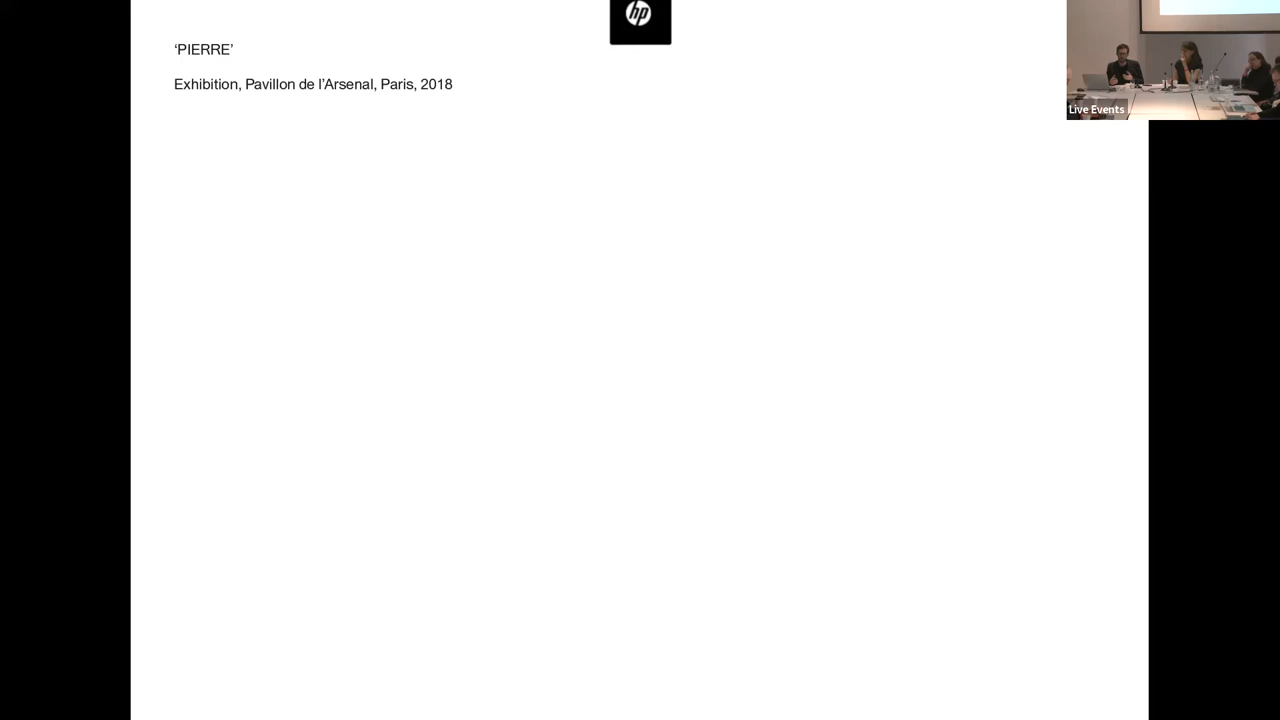 hp
‘PIERRE’
Exhibition, Pavillon de l’Arsenal, Paris, 2018
Live Events